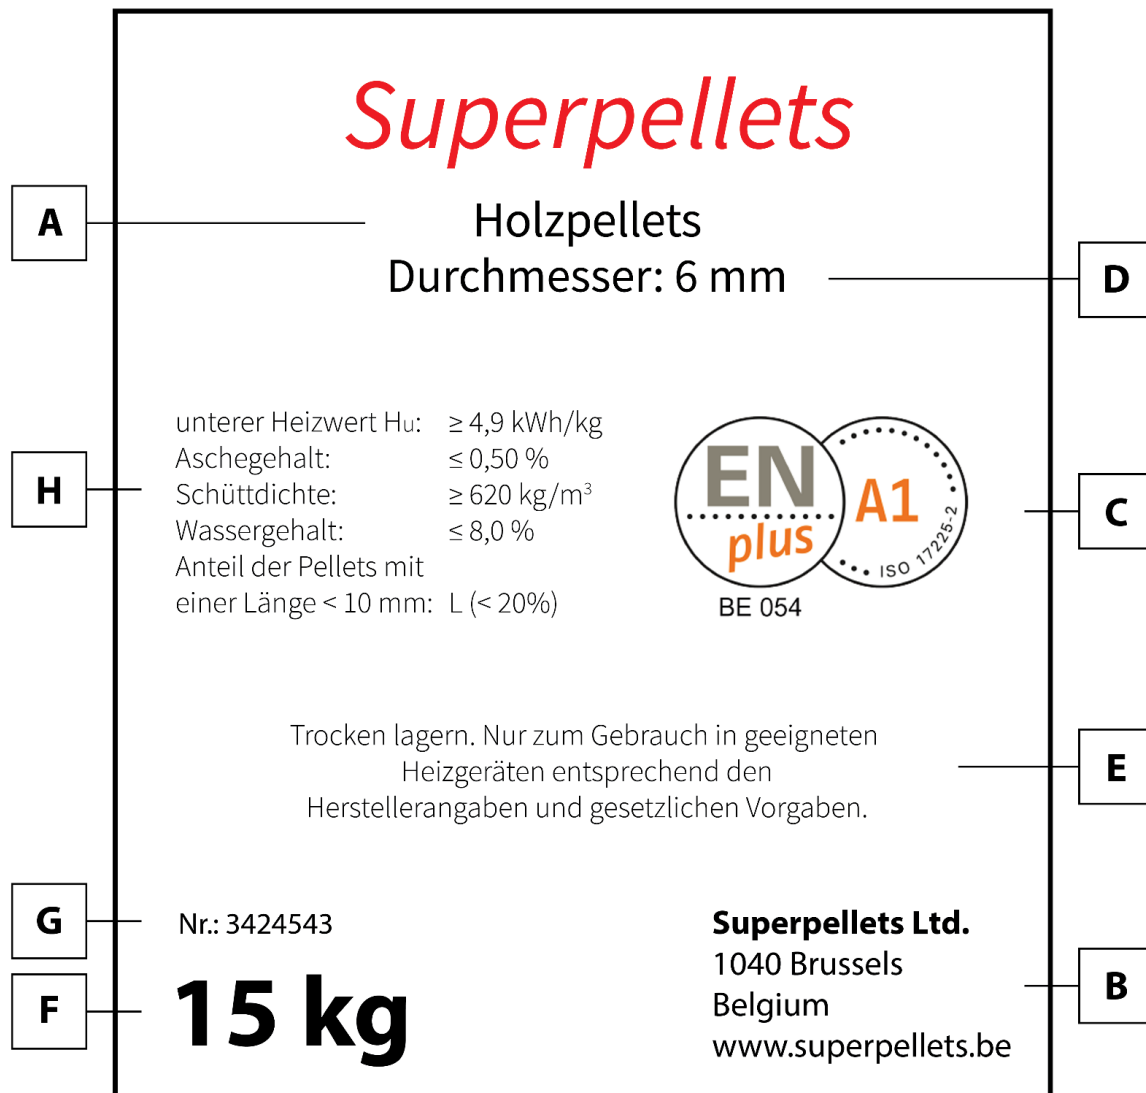 Superpellets
A
Holzpellets
Durchmesser: 6 mm
D
H
unterer Heizwert Hu: ≥ 4,9 kWh/kg
Aschegehalt: ≤ 0,50 %
Schüttdichte: ≥ 620 kg/m³
Wassergehalt: ≤ 8,0 %
Anteil der Pellets mit
einer Länge < 10 mm: L (< 20%)
EN
plus
A1
ISO 17225-2
BE 054
C
Trocken lagern. Nur zum Gebrauch in geeigneten
Heizgeräten entsprechend den
Herstellerangaben und gesetzlichen Vorgaben.
E
G
Nr.: 3424543
F
15 kg
Superpellets Ltd.
1040 Brussels
Belgium
www.superpellets.be
B